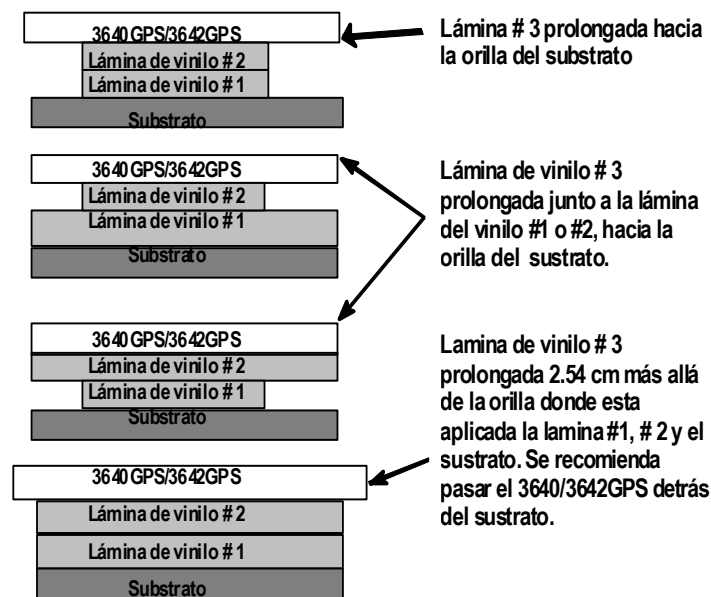 3640GPS/3642GPS
Lámina de vinilo # 2
Lámina de vinilo # 1
Substrato
Lámina # 3 prolongada hacia
la orilla del substrato
3640GPS/3642GPS
Lámina de vinilo # 2
Lámina de vinilo # 1
Substrato
Lámina de vinilo # 3
prolongada junto a la lámina
del vinilo #1 o #2, hacia la
orilla del sustrato.
3640GPS/3642GPS
Lámina de vinilo # 2
Lámina de vinilo # 1
Substrato
Lamina de vinilo # 3
prolongada 2.54 cm más allá
de la orilla donde esta
aplicada la lamina #1, # 2 y el
sustrato. Se recomienda
pasar el 3640/3642GPS detrás
del sustrato.
3640GPS/3642GPS
Lámina de vinilo # 2
Lámina de vinilo # 1
Substrato